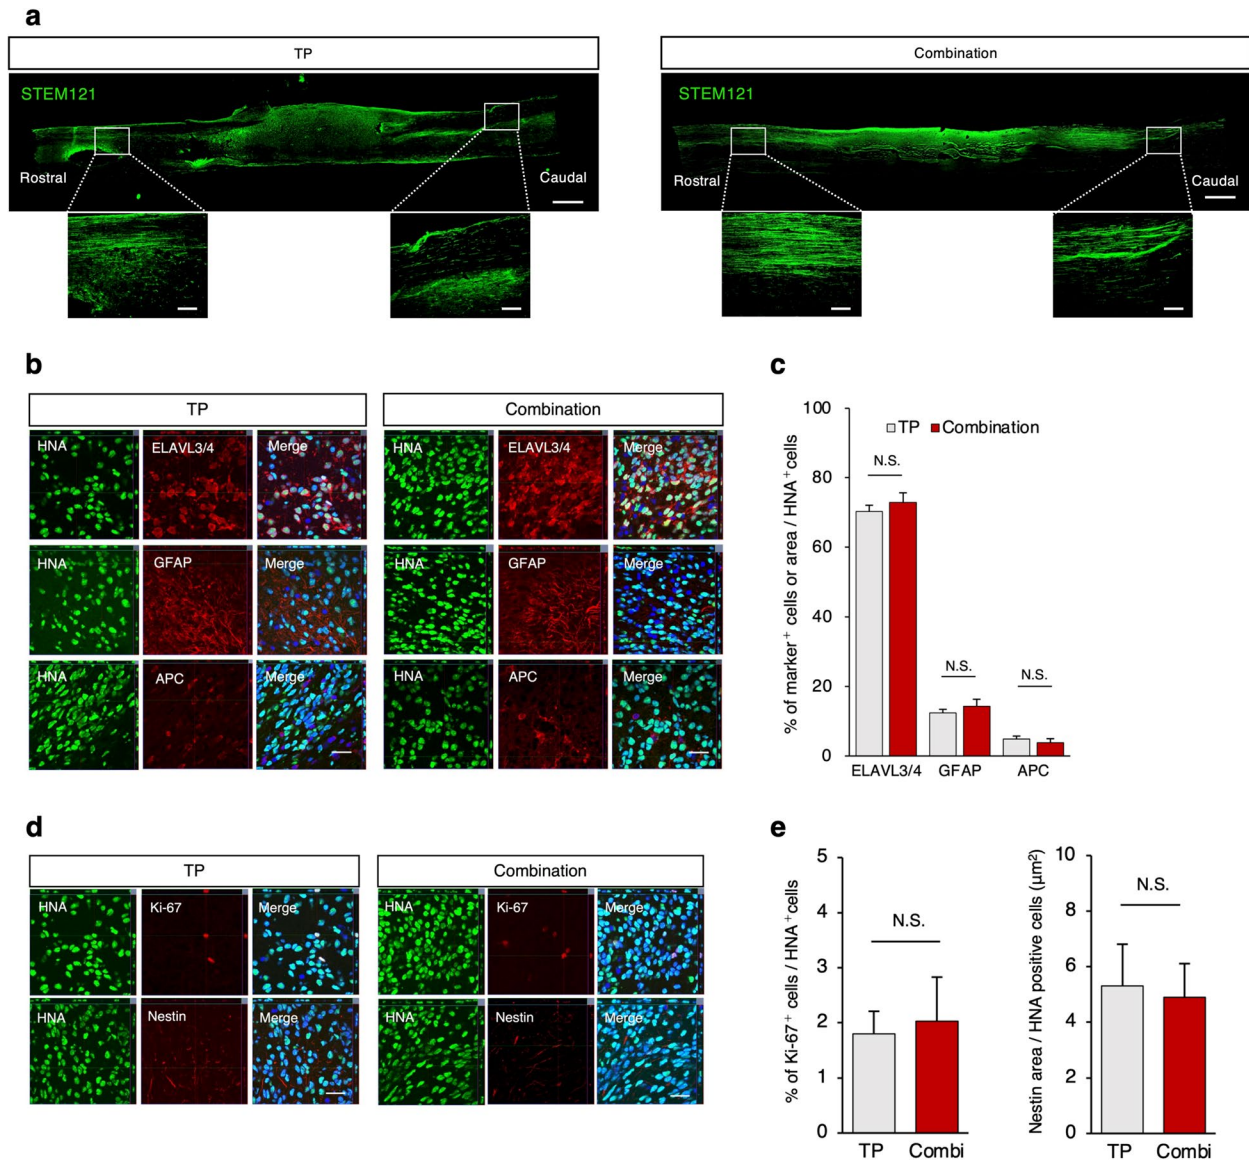 a
TP
Combination
STEM121
STEM121
Rostral
Caudal
Rostral
Caudal
b
TP
Combination
HNA
ELAVL3/4
Merge
HNA
ELAVL3/4
Merge
HNA
GFAP
Merge
HNA
GFAP
Merge
HNA
APC
Merge
HNA
APC
Merge
c
% of marker⁺ cells or area / HNA⁺cells
100
80
60
40
20
0
TP
Combination
N.S.
N.S.
N.S.
ELAVL3/4
GFAP
APC
d
TP
Combination
HNA
Ki-67
Merge
HNA
Ki-67
Merge
HNA
Nestin
Merge
HNA
Nestin
Merge
e
% of Ki-67⁺ cells / HNA⁺cells
5
4
3
2
1
0
N.S.
TP
Combi
Nestin area / HNA positive cells (µm²)
10
8
6
4
2
0
N.S.
TP
Combi